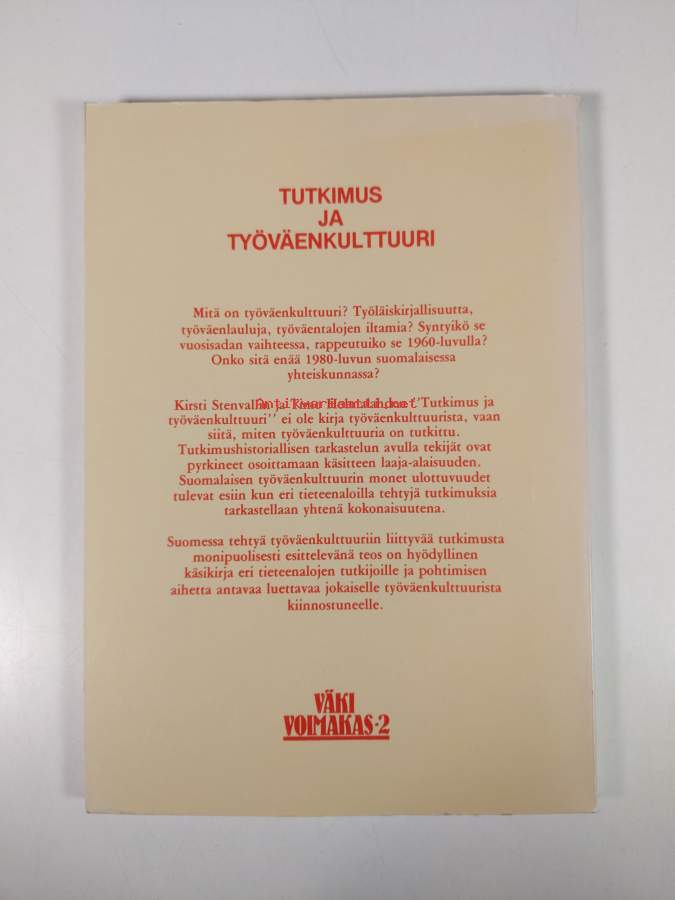 TUTKIMUS
JA
TYÖVÄENKULTTUURI
Mitä on työväenkulttuuri? Työläiskirjallisuutta,
työväenlauluja, työväentalojen iltamia? Syntyikö se
vuosisadan vaihteessa, rappeutuiko se 1960-luvulla?
Onko sitä enää 1980-luvun suomalaisessa
yhteiskunnassa?
Kirsti Stenvallin ja "Tutkimus ja
työväenkulttuuri" ei ole kirja työväenkulttuurista, vaan
siitä, miten työväenkulttuuria on tutkittu.
Tutkimushistoriallisen tarkastelun avulla tekijät ovat
pyrkineet osoittamaan käsitteen laaja-alaisuuden.
Suomalaisen työväenkulttuurin monet ulottuvuudet
tulevat esiin kun eri tieteenaloilla tehtyjä tutkimuksia
tarkastellaan yhtenä kokonaisuutena.
Suomessa tehtyä työväenkulttuuriin liittyvää tutkimusta
monipuolisesti esittelevänä teos on hyödyllinen
käsikirja eri tieteenalojen tutkijoille ja pohtimisen
aihetta antavaa luettavaa jokaiselle työväenkulttuurista
kiinnostuneelle.
VÄKI
VOIMAKAS-2